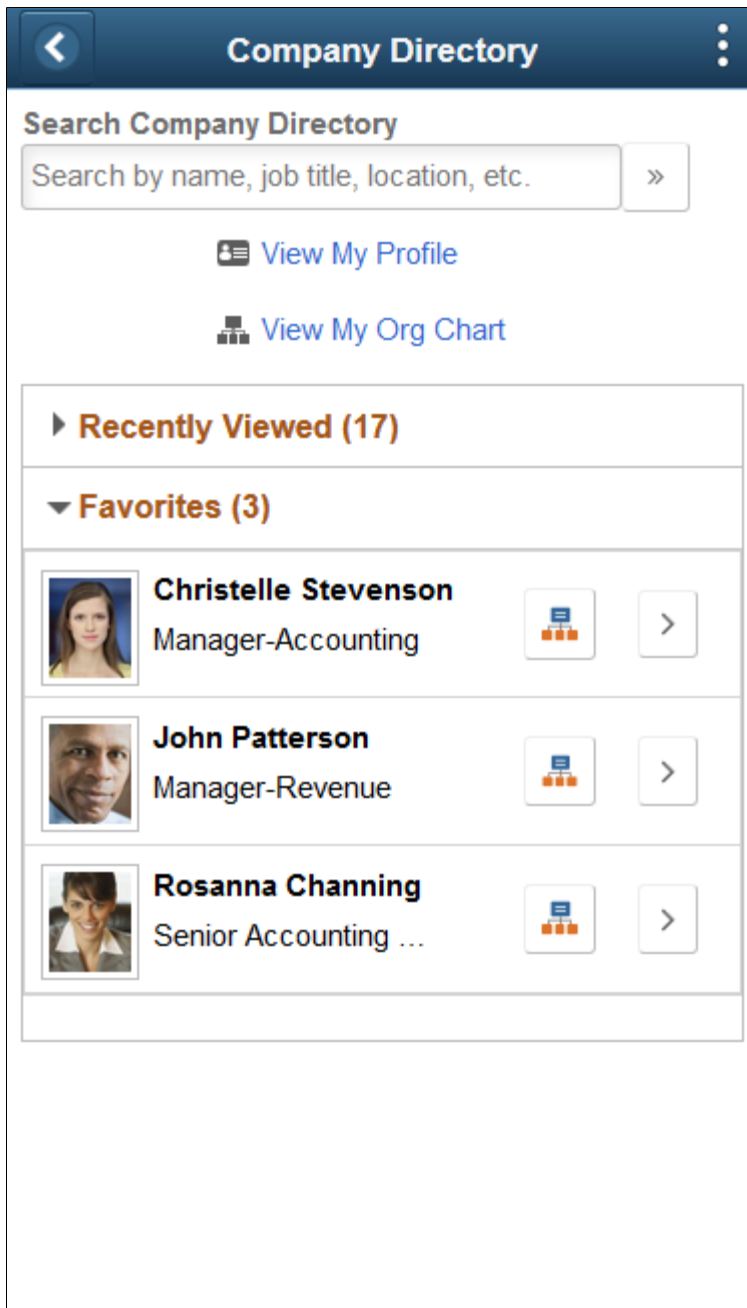 Company Directory
Search Company Directory
Search by name, job title, location, etc.
View My Profile
View My Org Chart
Recently Viewed (17)
Favorites (3)
Christelle Stevenson
Manager-Accounting
John Patterson
Manager-Revenue
Rosanna Channing
Senior Accounting ...